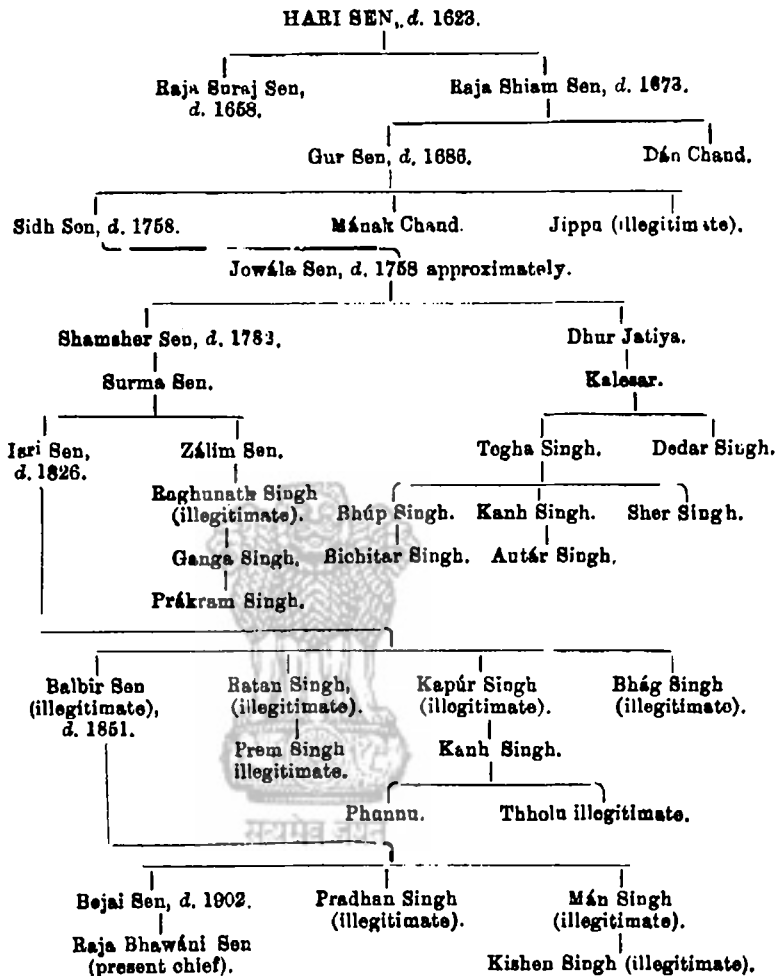 HARI SEN, d. 1623.
Raja Suraj Sen, d. 1658.
Raja Shiam Sen, d. 1673.
Gur Sen, d. 1686.
Dán Chand.
Sidh Sen, d. 1758.
Mának Chand.
Jippu (illegitimate).
Jowála Sen, d. 1758 approximately.
Shamsher Sen, d. 1783.
Dhur Jatiya.
Surma Sen.
Kalesar.
Isri Sen, d. 1826.
Zálim Sen.
Togha Singh.
Dedar Singh.
Raghunath Singh (illegitimate).
Bhúp Singh.
Kanh Singh.
Sher Singh.
Ganga Singh.
Bichitar Singh.
Autár Singh.
Prákram Singh.
Balbir Sen (illegitimate), d. 1851.
Ratan Singh, (illegitimate).
Kapúr Singh (illegitimate).
Bhág Singh (illegitimate).
Prem Singh illegitimate.
Kanh Singh.
Phunnu.
Thholu illegitimate.
सत्यमेव जयते
Bejai Sen, d. 1902.
Pradhan Singh (illegitimate).
Mán Singh (illegitimate).
Raja Bhawáni Sen (present chief).
Kishen Singh (illegitimate).